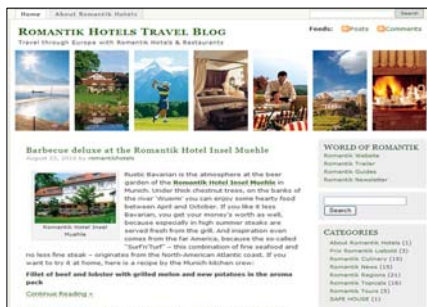 Home
About Romantik Hotels
Search
ROMANTIK HOTELS TRAVEL BLOG
Travel through Europe with Romantik Hotels & Restaurants
Feeds: Posts Comments
Barbecue deluxe at the Romantik Hotel Insel Muehle
August 23, 2010 by romantikhotels
Romantik Hotel Insel
Muehle
Rustic Bavarian is the atmosphere at the beer
garden of the Romantik Hotel Insel Muehle in
Munich. Under thick chestnut trees, on the banks of
the river 'Wuerm' you can enjoy some hearty food
between April and October. If you like it less
Bavarian, you get your money's worth as well,
because especially in high summer steaks are
served fresh from the grill. And inspiration even
comes from the far America, because the so-called
"Surf'n'Turf" – this combination of fine seafood and
no less fine steak – originates from the North-American Atlantic coast. If you
want to try it at home, here is a recipe by the Munich kitchen crew:
Fillet of beef and lobster with grilled melon and new potatoes in the aroma
pack
Continue Reading »
WORLD OF ROMANTIK
Romantik Website
Romantik Trailer
Romantik Guides
Romantik Newsletter
Search
CATEGORIES
About Romantik Hotels (1)
Prix Romantik Liebold (3)
Romantik Culinary (19)
Romantik News (15)
Romantik Regions (21)
Romantik Topicals (16)
Romantik Tours (5)
SAFE HOUSE (1)